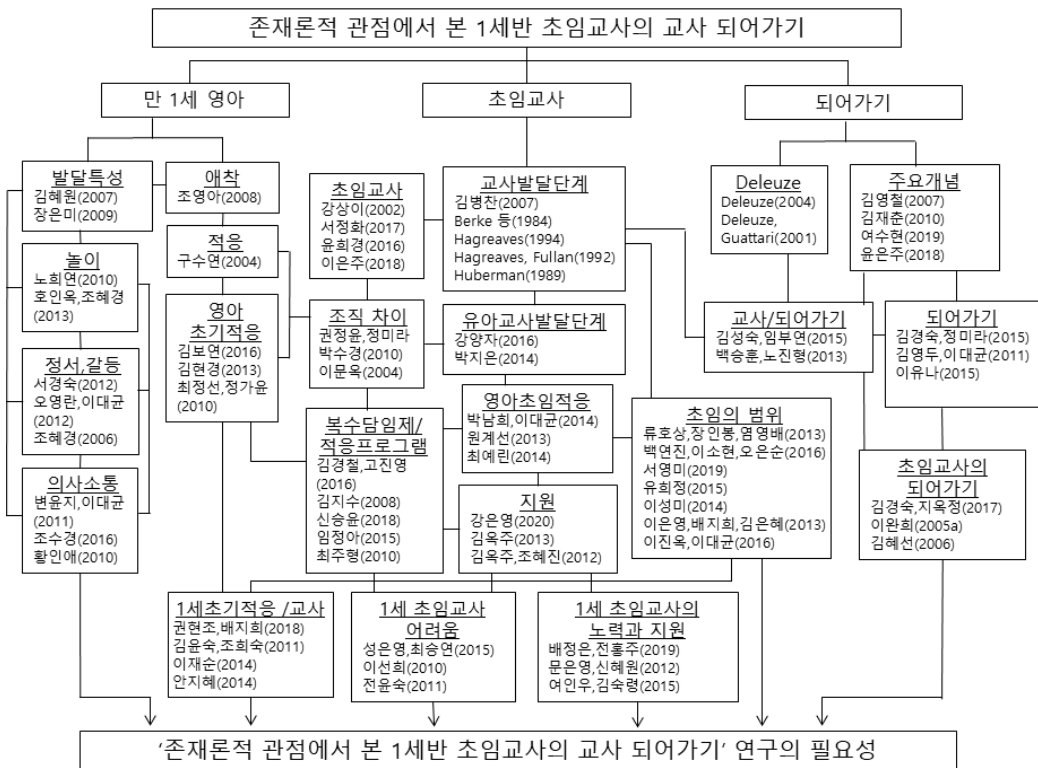 존재론적 관점에서 본 1세반 초임교사의 교사 되어가기
만 1세 영아
초임교사
되어가기
발달특성
김혜원(2007)
장은미(2009)
놀이
노희연(2010)
호인옥,조혜경
(2013)
정서,갈등
서경숙(2012)
오영란,이대균
(2012)
조혜경(2006)
의사소통
변윤지,이대균
(2011)
조수경(2016)
황인애(2010)
애착
조영아(2008)
적응
구수연(2004)
영아
초기적응
김보연(2016)
김현경(2013)
최정선,정가윤
(2010)
초임교사
강상이(2002)
서정화(2017)
윤희경(2016)
이은주(2018)
조직 차이
권정윤,정미라
박수경(2010)
이문옥(2004)
복수담임제/
적응프로그램
김경철,고진영
(2016)
김지수(2008)
신승윤(2018)
임정아(2015)
최주형(2010)
교사발달단계
김병찬(2007)
Berke 등(1984)
Hagreaves(1994)
Hagreaves, Fullan(1992)
Huberman(1989)
유아교사발달단계
강양자(2016)
박지은(2014)
영아초임적응
박남희,이대균(2014)
원계선(2013)
최예린(2014)
지원
강은영(2020)
김옥주(2013)
김옥주,조혜진(2012)
초임의 범위
류호상,장인봉,염영배(2013)
백연진,이소현,오은순(2016)
서영미(2019)
유희정(2015)
이성미(2014)
이은영,배지희,김은혜(2013)
이진옥,이대균(2016)
Deleuze
Deleuze(2004)
Deleuze,
Guattari(2001)
주요개념
김영철(2007)
김재춘(2010)
여수현(2019)
윤은주(2018)
교사/되어가기
김성숙,임부연(2015)
백승훈,노진형(2013)
되어가기
김경숙,정미라(2015)
김영두,이대균(2011)
이유나(2015)
초임교사의
되어가기
김경숙,지옥정(2017)
이완희(2005a)
김혜선(2006)
1세초기적응 /교사
권현조,배지희(2018)
김윤숙,조희숙(2011)
이재순(2014)
안지혜(2014)
1세 초임교사
어려움
성은영,최승연(2015)
이선희(2010)
전윤숙(2011)
1세 초임교사의
노력과 지원
배정은,전홍주(2019)
문은영,신혜원(2012)
여인우,김숙령(2015)
‘존재론적 관점에서 본 1세반 초임교사의 교사 되어가기’ 연구의 필요성